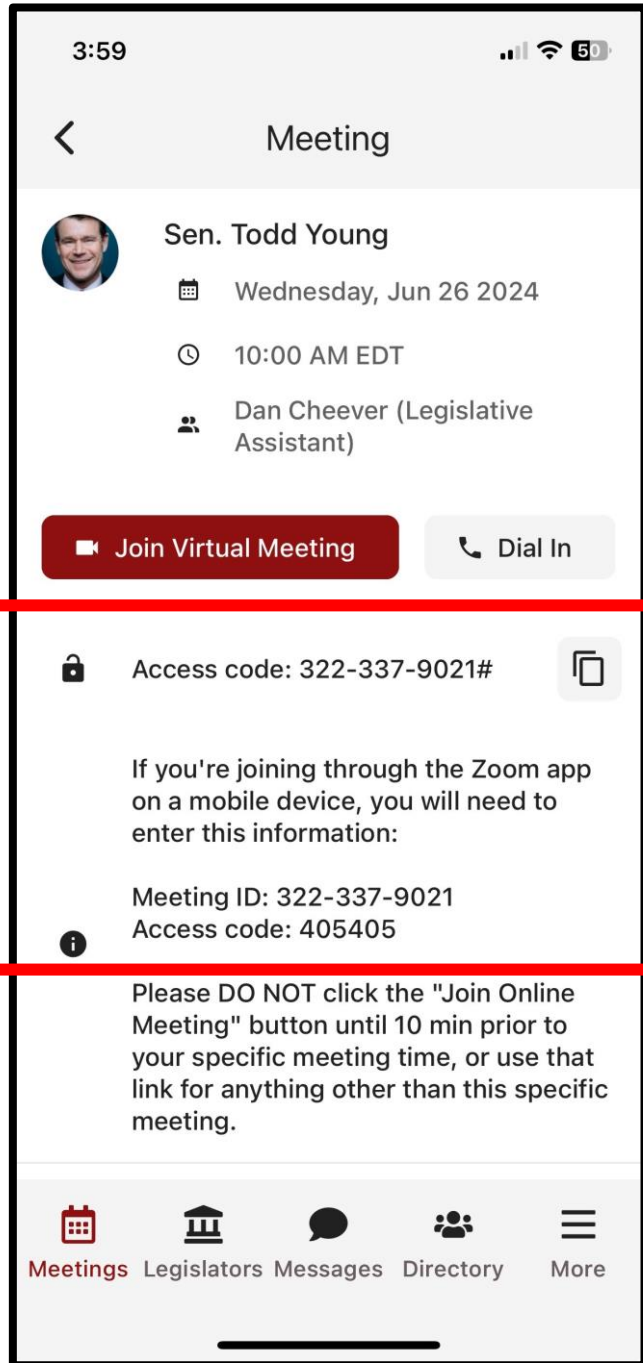 3:59
50
Meeting
Sen. Todd Young
Wednesday, Jun 26 2024
10:00 AM EDT
Dan Cheever (Legislative
Assistant)
Join Virtual Meeting
Dial In
Access code: 322-337-9021#
If you're joining through the Zoom app
on a mobile device, you will need to
enter this information:
Meeting ID: 322-337-9021
Access code: 405405
Please DO NOT click the "Join Online
Meeting" button until 10 min prior to
your specific meeting time, or use that
link for anything other than this specific
meeting.
Meetings Legislators Messages Directory More